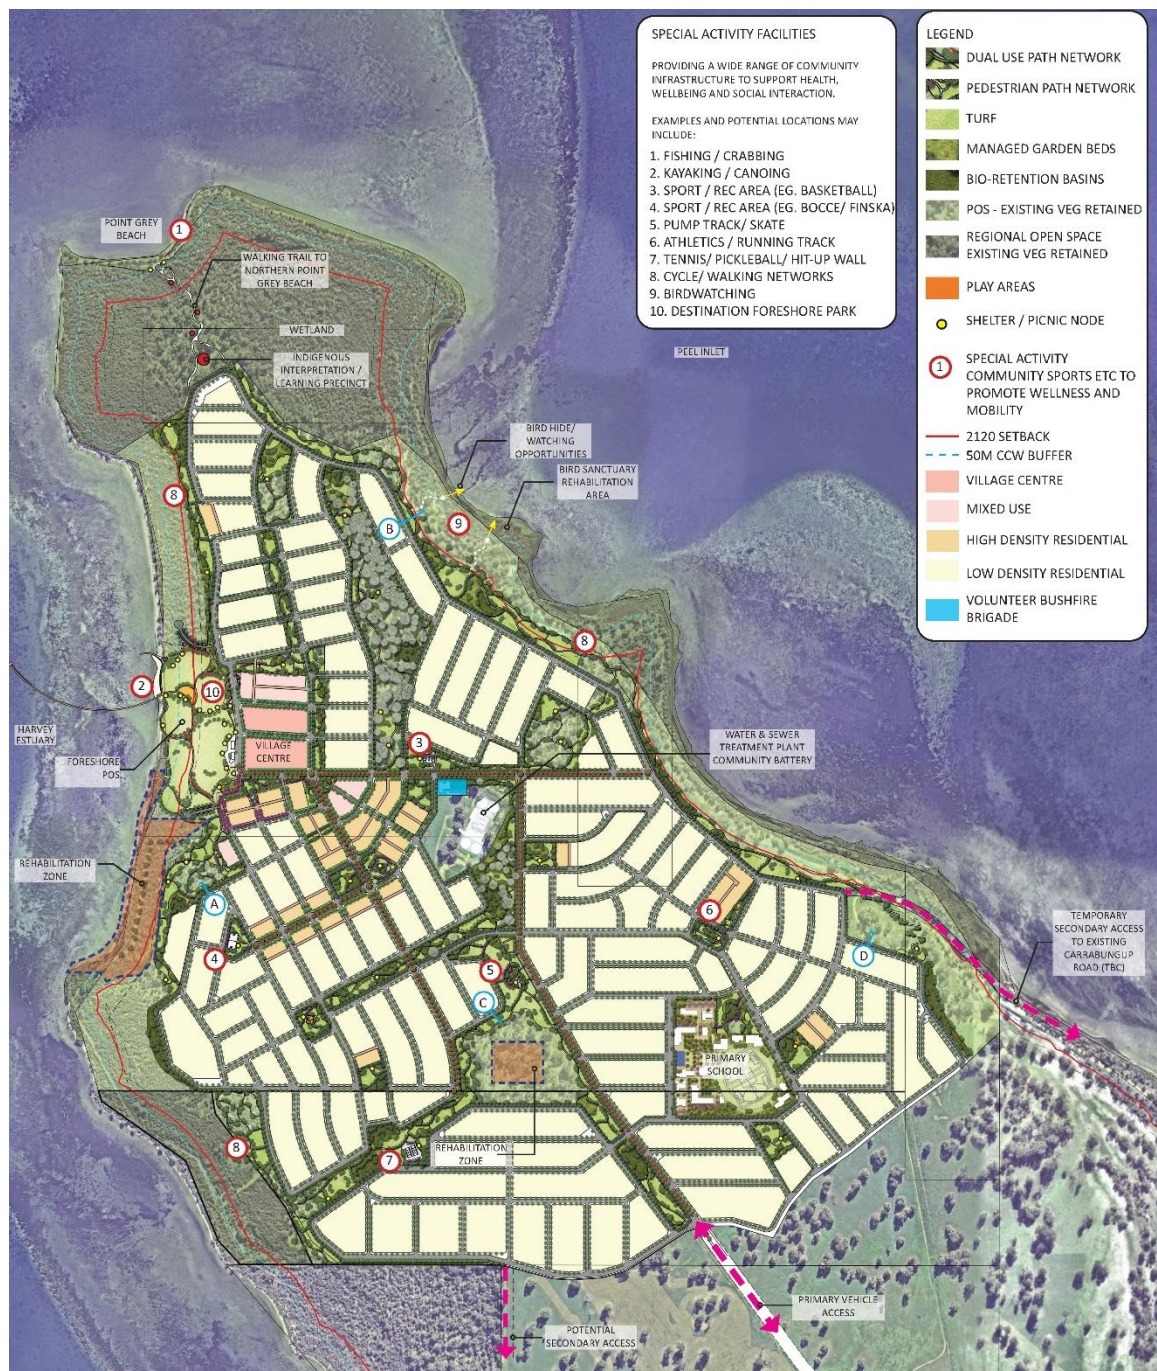 SPECIAL ACTIVITY FACILITIES
PROVIDING A WIDE RANGE OF COMMUNITY
INFRASTRUCTURE TO SUPPORT HEALTH,
WELLBEING AND SOCIAL INTERACTION.
EXAMPLES AND POTENTIAL LOCATIONS MAY
INCLUDE:
1. FISHING / CRABBING
2. KAYAKING / CANOING
3. SPORT / REC AREA (EG. BASKETBALL)
4. SPORT / REC AREA (EG. BOCCE/ FINSKA)
5. PUMP TRACK/ SKATE
6. ATHLETICS / RUNNING TRACK
7. TENNIS/ PICKLEBALL/ HIT-UP WALL
8. CYCLE/ WALKING NETWORKS
9. BIRDWATCHING
10. DESTINATION FORESHORE PARK
LEGEND
DUAL USE PATH NETWORK
PEDESTRIAN PATH NETWORK
TURF
MANAGED GARDEN BEDS
BIO-RETENTION BASINS
POS - EXISTING VEG RETAINED
REGIONAL OPEN SPACE
EXISTING VEG RETAINED
PLAY AREAS
SHELTER / PICNIC NODE
1
SPECIAL ACTIVITY
COMMUNITY SPORTS ETC TO
PROMOTE WELLNESS AND
MOBILITY
2120 SETBACK
50M CCW BUFFER
VILLAGE CENTRE
MIXED USE
HIGH DENSITY RESIDENTIAL
LOW DENSITY RESIDENTIAL
VOLUNTEER BUSHFIRE
BRIGADE
POINT GREY
BEACH
1
WALKING TRAIL TO
NORTHERN POINT
GREY BEACH
WETLAND
INDIGENOUS
INTERPRETATION /
LEARNING PRECINCT
PEEL INLET
BIRD HIDE/
WATCHING
OPPORTUNITIES
BIRD SANCTUARY
REHABILITATION
AREA
8
B
9
8
2
10
HARVEY
ESTUARY
FORESHORE
POS
VILLAGE
CENTRE
3
WATER & SEWER
TREATMENT PLANT
COMMUNITY BATTERY
REHABILITATION
ZONE
A
4
5
C
6
D
TEMPORARY
SECONDARY ACCESS
TO EXISTING
CARRABUNGUP
ROAD (TBC)
PRIMARY
SCHOOL
8
7
REHABILITATION
ZONE
PRIMARY VEHICLE
ACCESS
POTENTIAL
SECONDARY ACCESS